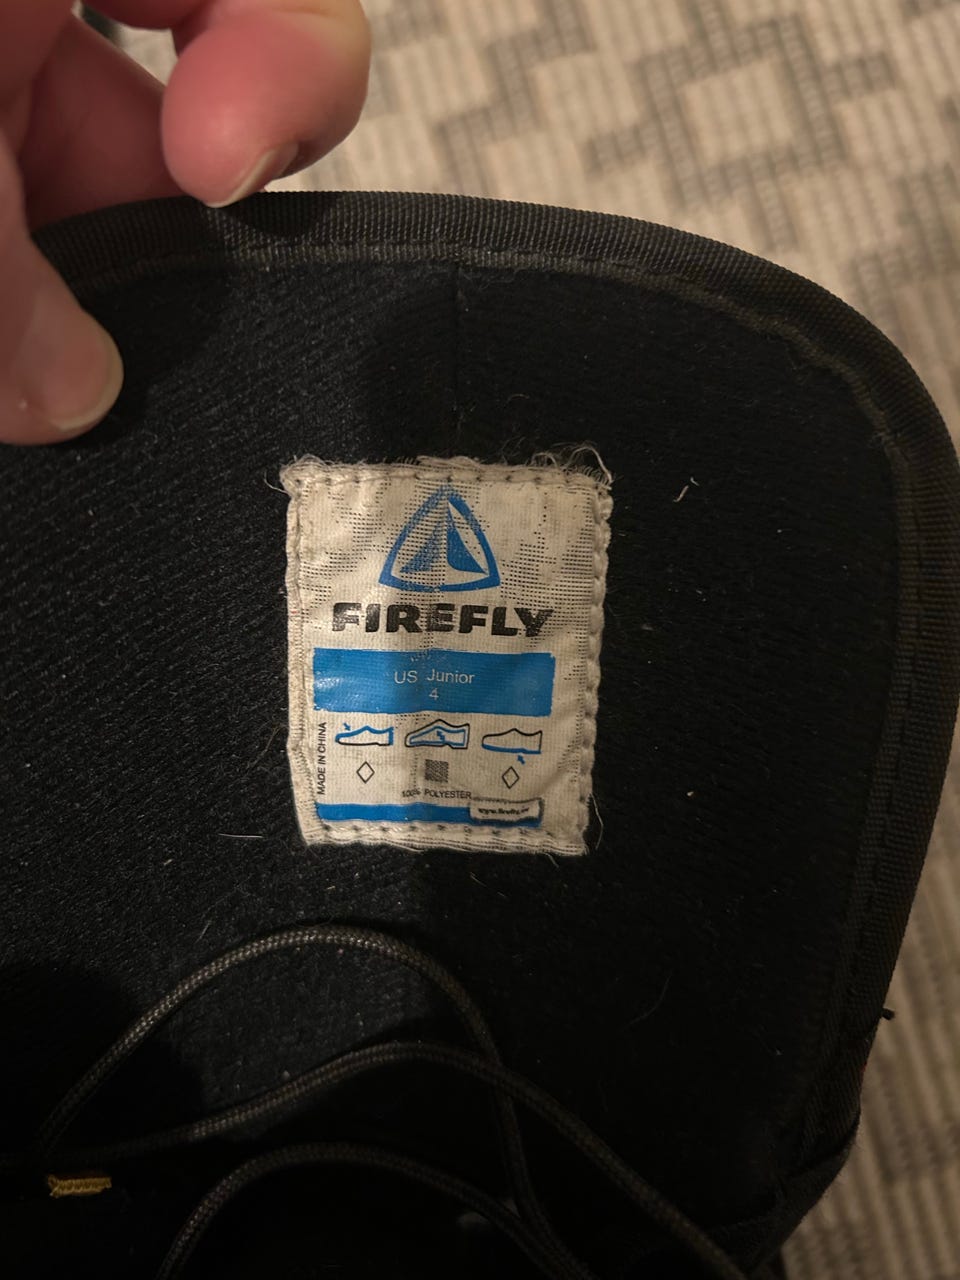 FIREFLY
US Junior
4
MADE IN CHINA
100% POLYESTER